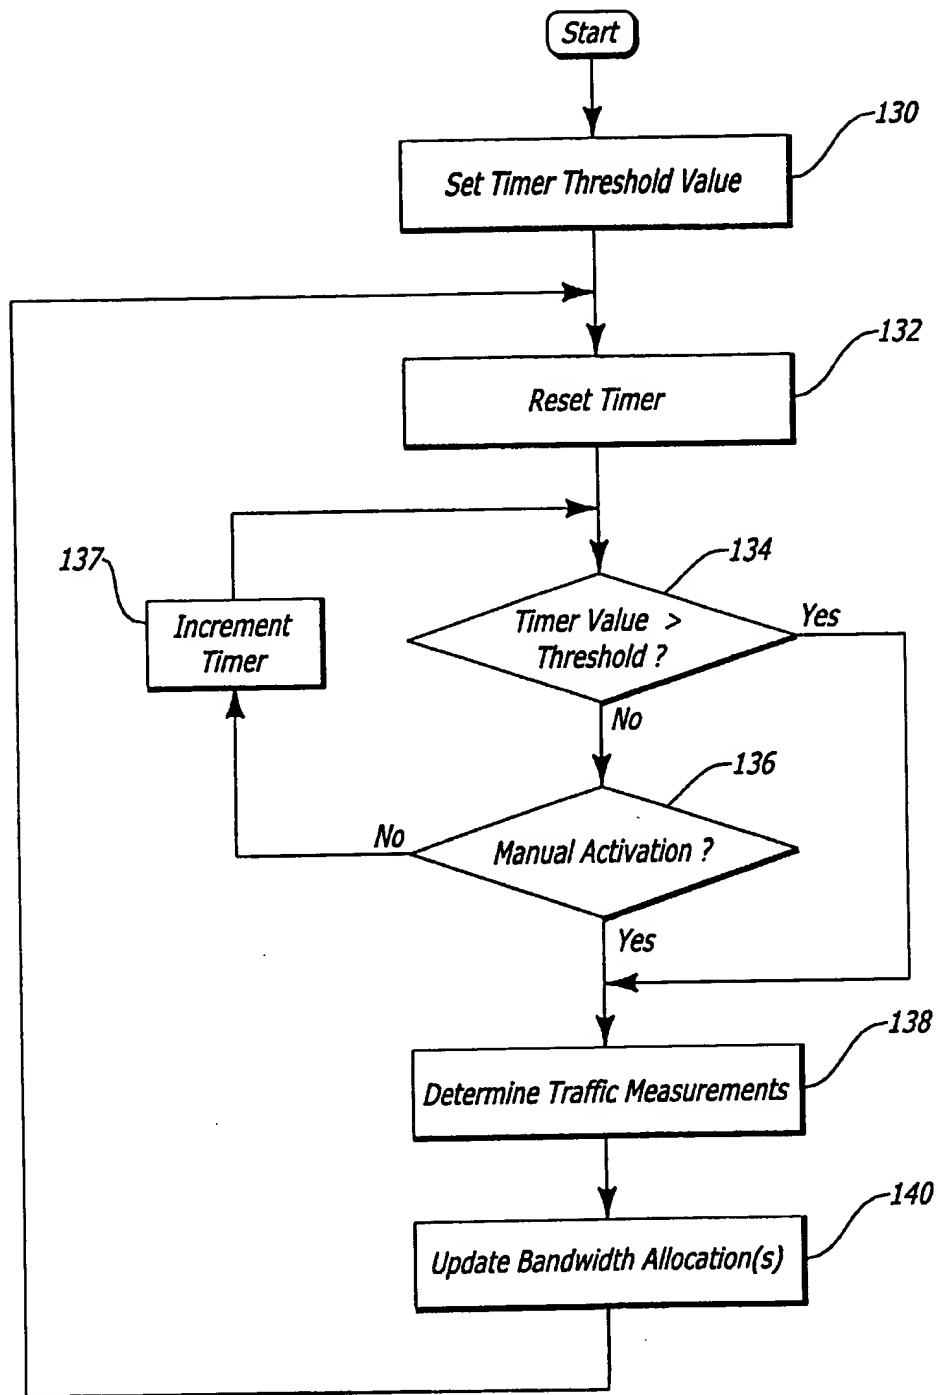 Start
130
Set Timer Threshold Value
132
Reset Timer
137
134
Increment
Timer
Timer Value >
Threshold ?
Yes
No
136
No
Manual Activation ?
Yes
138
Determine Traffic Measurements
140
Update Bandwidth Allocation(s)